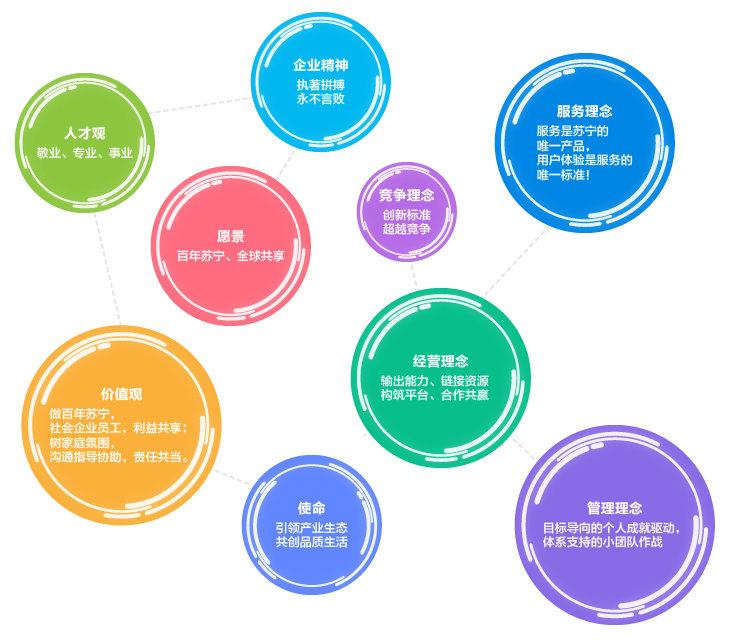 企业精神
执著拼搏
永不言败
人才观
敬业、专业、事业
服务理念
服务是苏宁的
唯一产品，
用户体验是服务的
唯一标准！
竞争理念
创新标准
超越竞争
愿景
百年苏宁、全球共享
经营理念
输出能力、链接资源
构筑平台、合作共赢
价值观
做百年苏宁，
社会企业员工，利益共享；
树家庭氛围，
沟通指导协助，责任共当。
使命
引领产业生态
共创品质生活
管理理念
目标导向的个人成就驱动，
体系支持的小团队作战